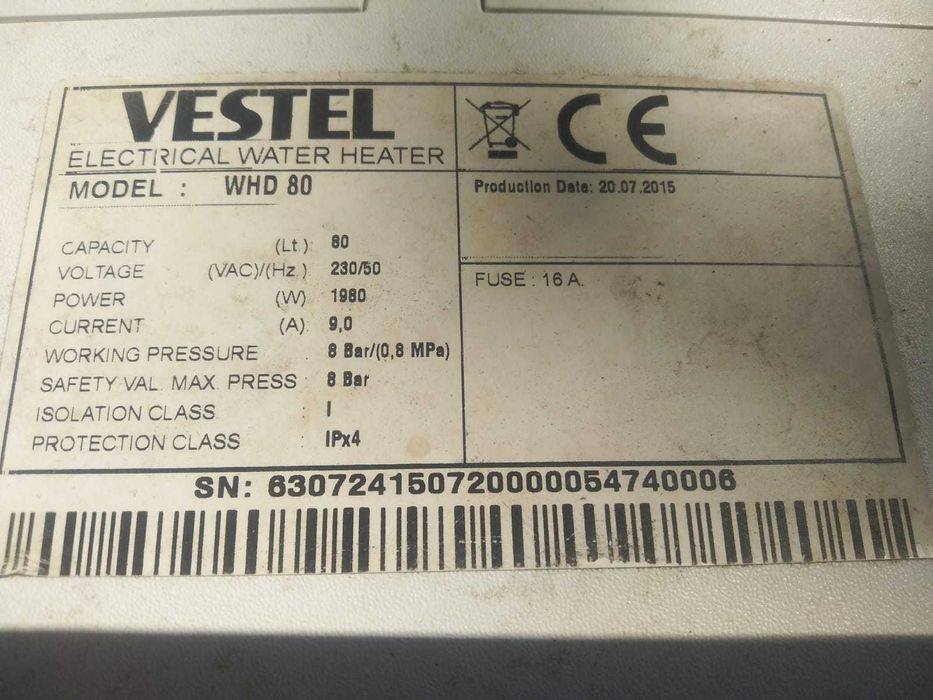 VESTEL
ELECTRICAL WATER HEATER
MODEL : WHD 80
CAPACITY (Lt.) 80
VOLTAGE (VAC)/(Hz.) 230/50
POWER (W) 1980
CURRENT (A) 9,0
WORKING PRESSURE : 8 Bar/(0,8 MPa)
SAFETY VAL. MAX. PRESS : 8 Bar
ISOLATION CLASS : I
PROTECTION CLASS : IPx4
CE
Production Date: 20.07.2015
FUSE : 16 A.
SN: 630724150720000054740006